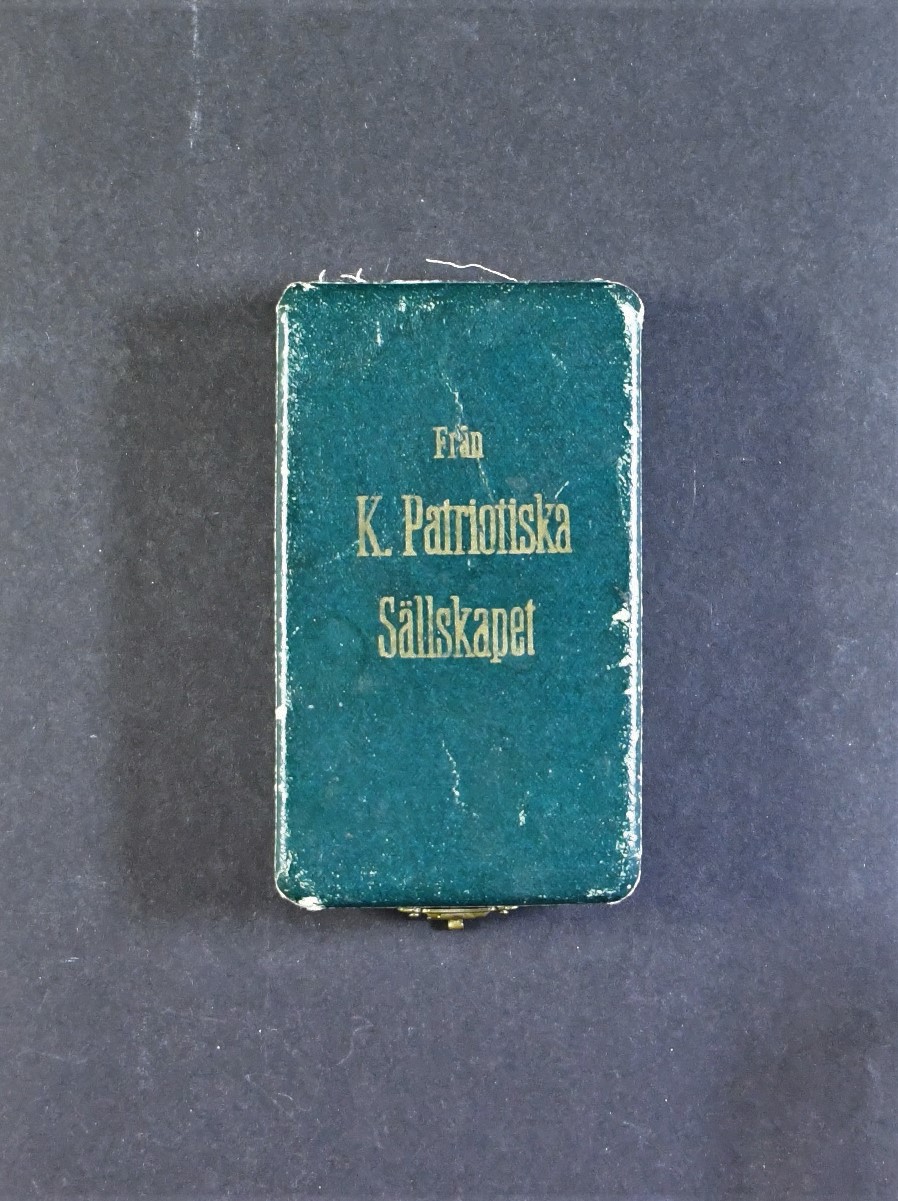 Från
K. Patriotiska
Sällskapet